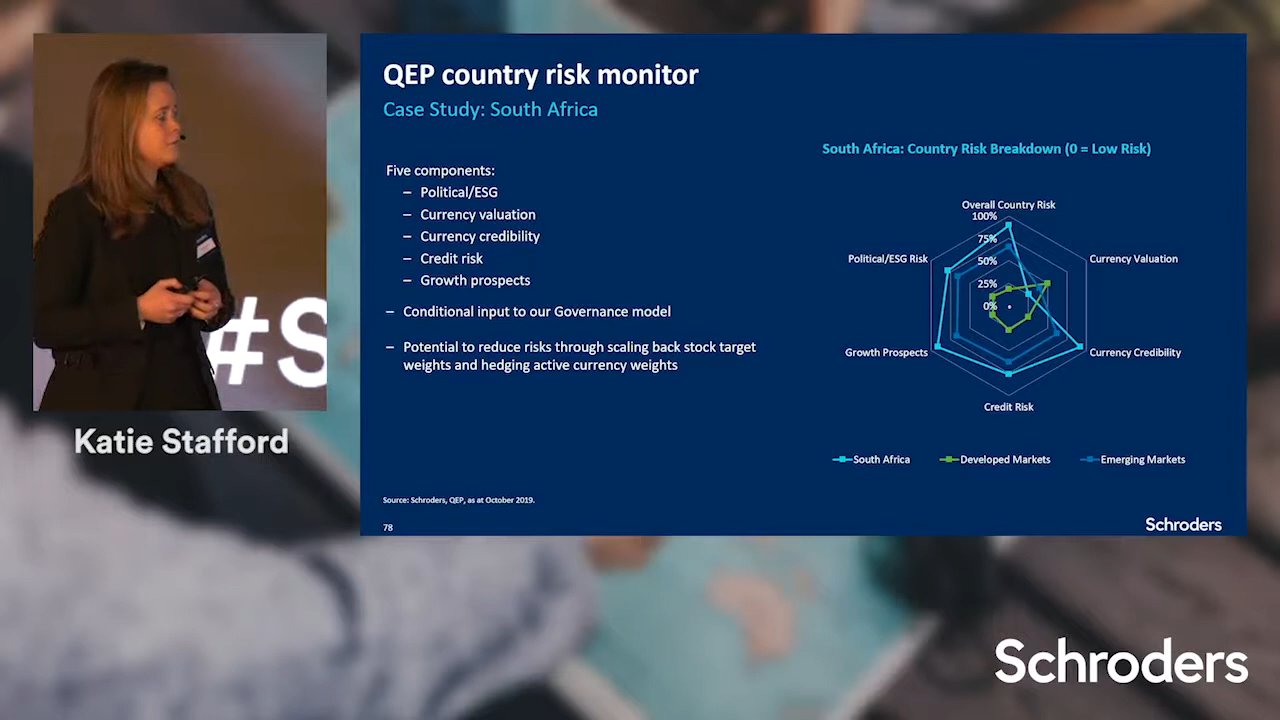 #S
Katie Stafford
QEP country risk monitor
Case Study: South Africa
Five components:
– Political/ESG
– Currency valuation
– Currency credibility
– Credit risk
– Growth prospects
– Conditional input to our Governance model
– Potential to reduce risks through scaling back stock target
weights and hedging active currency weights
South Africa: Country Risk Breakdown (0 = Low Risk)
Overall Country Risk
100%
75%
50%
25%
0%
Political/ESG Risk
Currency Valuation
Growth Prospects
Currency Credibility
Credit Risk
South Africa
Developed Markets
Emerging Markets
Source: Schroders, QEP, as at October 2019.
78
Schroders
Schroders